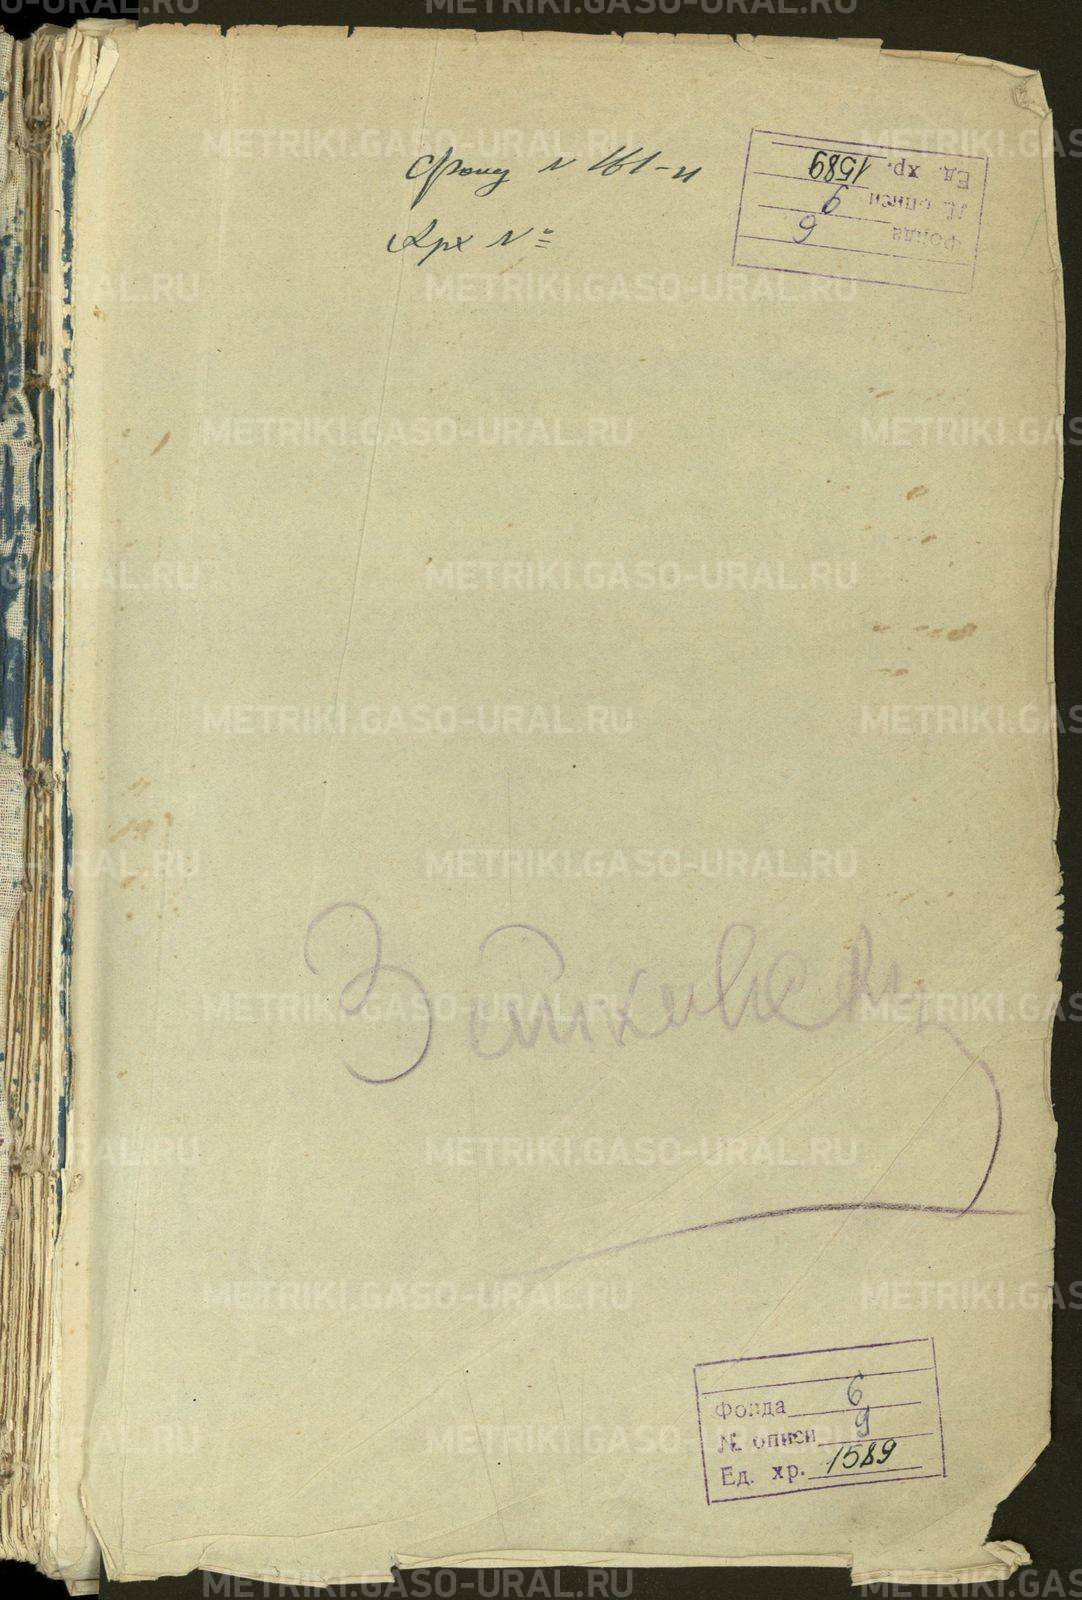 Фонд N 161-и
Арх №
Фонда 6
№ описи 9
Ед. хр. 1589
Зайковск
Фонда 6
№ описи 9
Ед. хр. 1589
METRIKI.GASO-URAL.RU